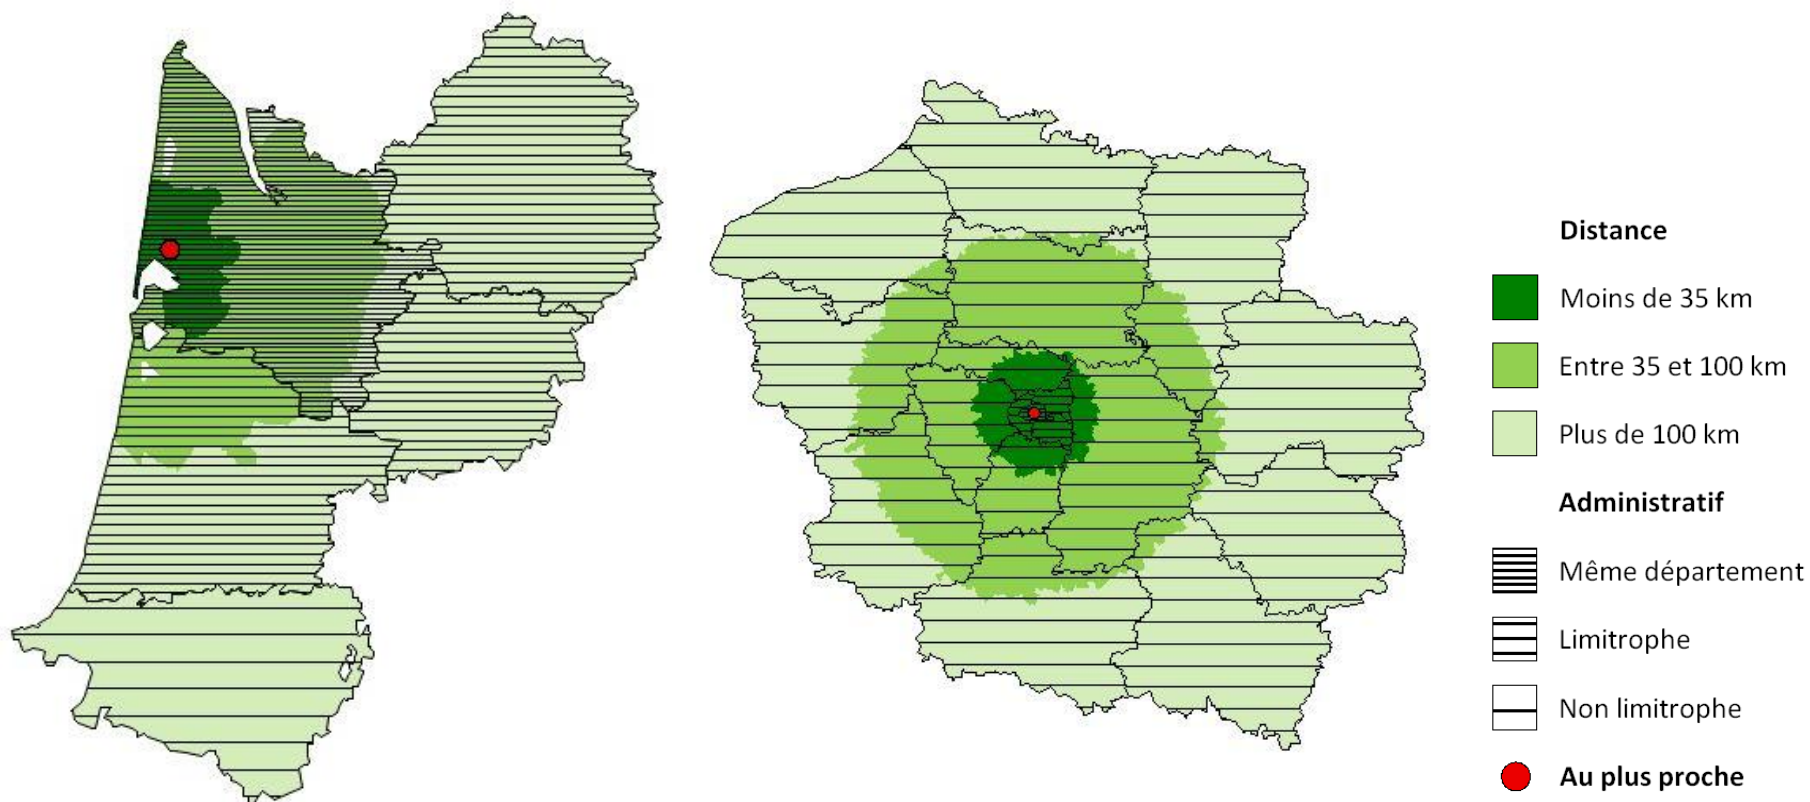 Distance
Moins de 35 km
Entre 35 et 100 km
Plus de 100 km
Administratif
Même département
Limitrophe
Non limitrophe
Au plus proche